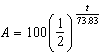 A = 100(1/2)^(t/73.83)